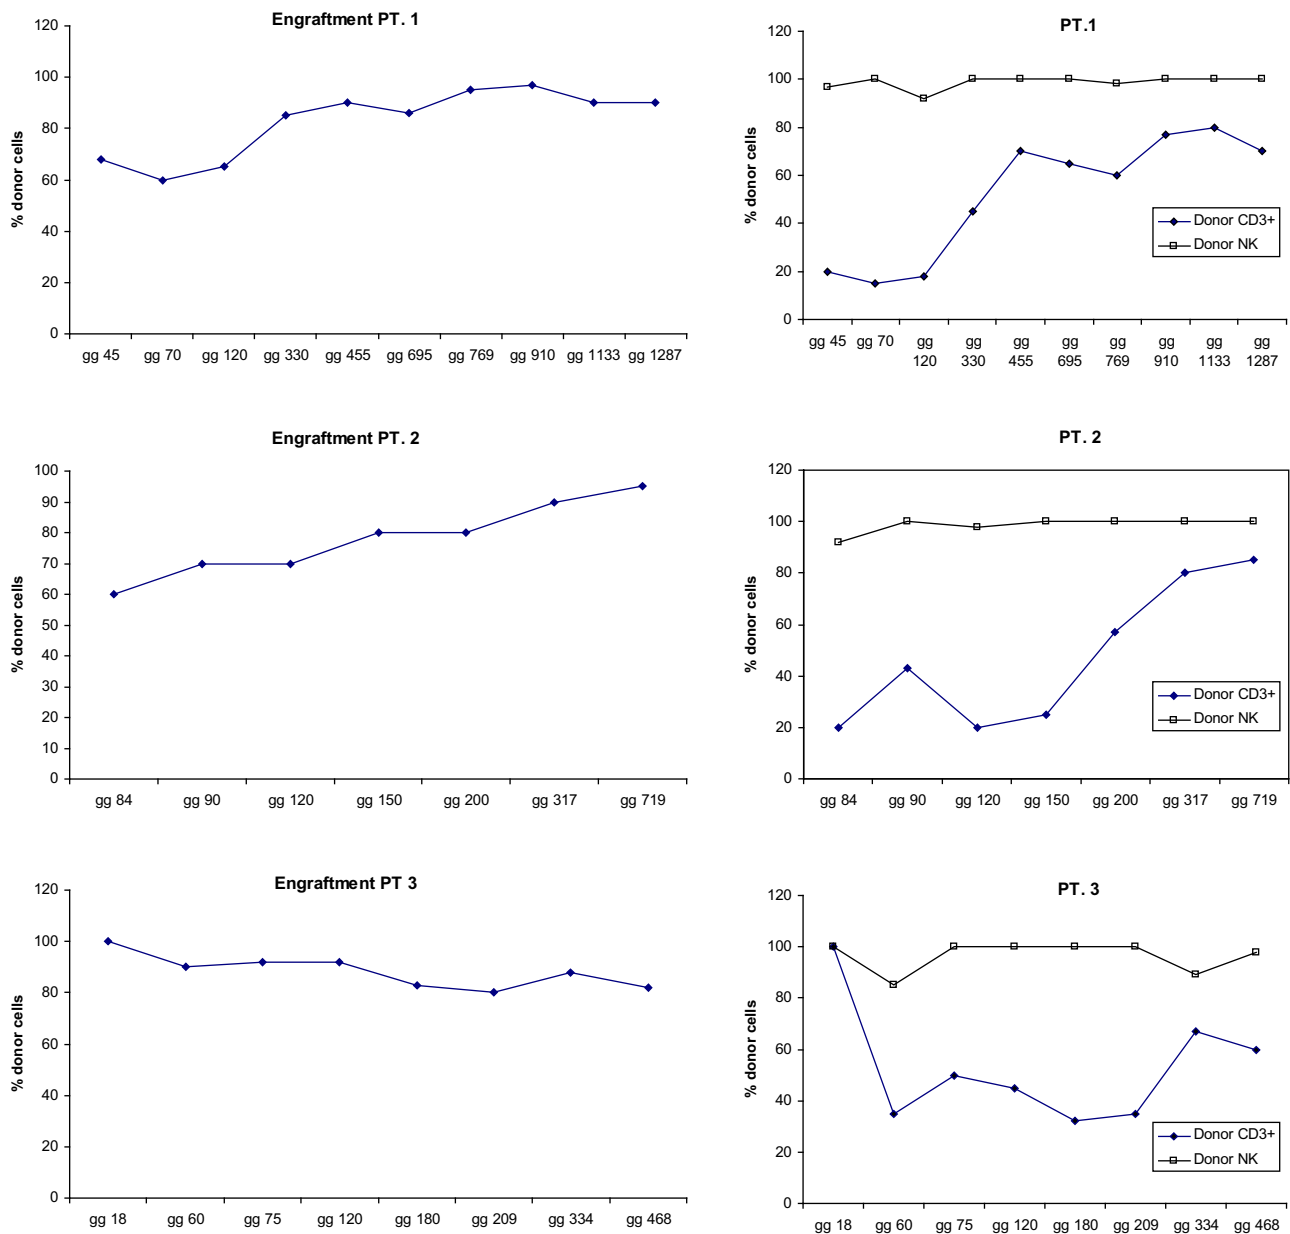 Engraftment PT. 1
% donor cells
120
100
80
60
40
20
0
gg 45 gg 70 gg 120 gg 330 gg 455 gg 695 gg 769 gg 910 gg 1133 gg 1287
PT.1
% donor cells
120
100
80
60
40
20
0
Donor CD3+
Donor NK
gg 45 gg 70 gg gg gg gg gg gg gg gg
120 330 455 695 769 910 1133 1287
Engraftment PT. 2
% donor cells
100
90
80
70
60
50
40
30
20
10
0
gg 84 gg 90 gg 120 gg 150 gg 200 gg 317 gg 719
PT. 2
% donor cells
120
100
80
60
40
20
0
Donor CD3+
Donor NK
gg 84 gg 90 gg 120 gg 150 gg 200 gg 317 gg 719
Engraftment PT 3
% donor cells
120
100
80
60
40
20
0
gg 18 gg 60 gg 75 gg 120 gg 180 gg 209 gg 334 gg 468
PT. 3
% donor cells
120
100
80
60
40
20
0
Donor CD3+
Donor NK
gg 18 gg 60 gg 75 gg 120 gg 180 gg 209 gg 334 gg 468